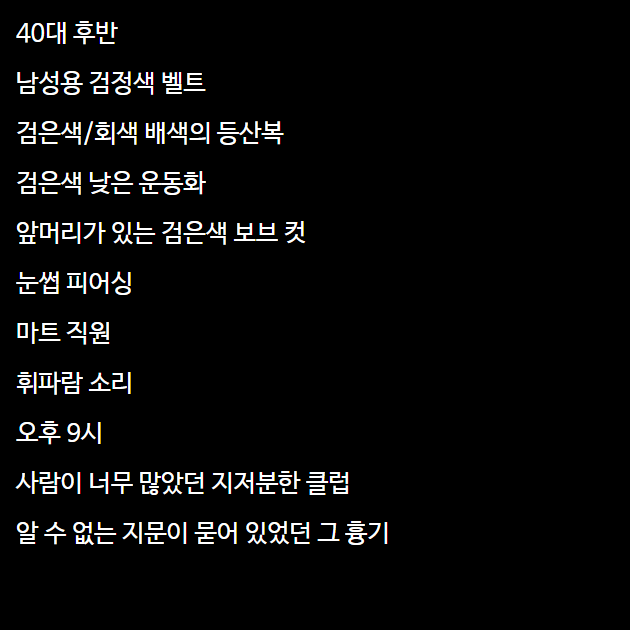 40대 후반
남성용 검정색 벨트
검은색/회색 배색의 등산복
검은색 낮은 운동화
앞머리가 있는 검은색 보브 컷
눈썹 피어싱
마트 직원
휘파람 소리
오후 9시
사람이 너무 많았던 지저분한 클럽
알 수 없는 지문이 묻어 있었던 그 흉기